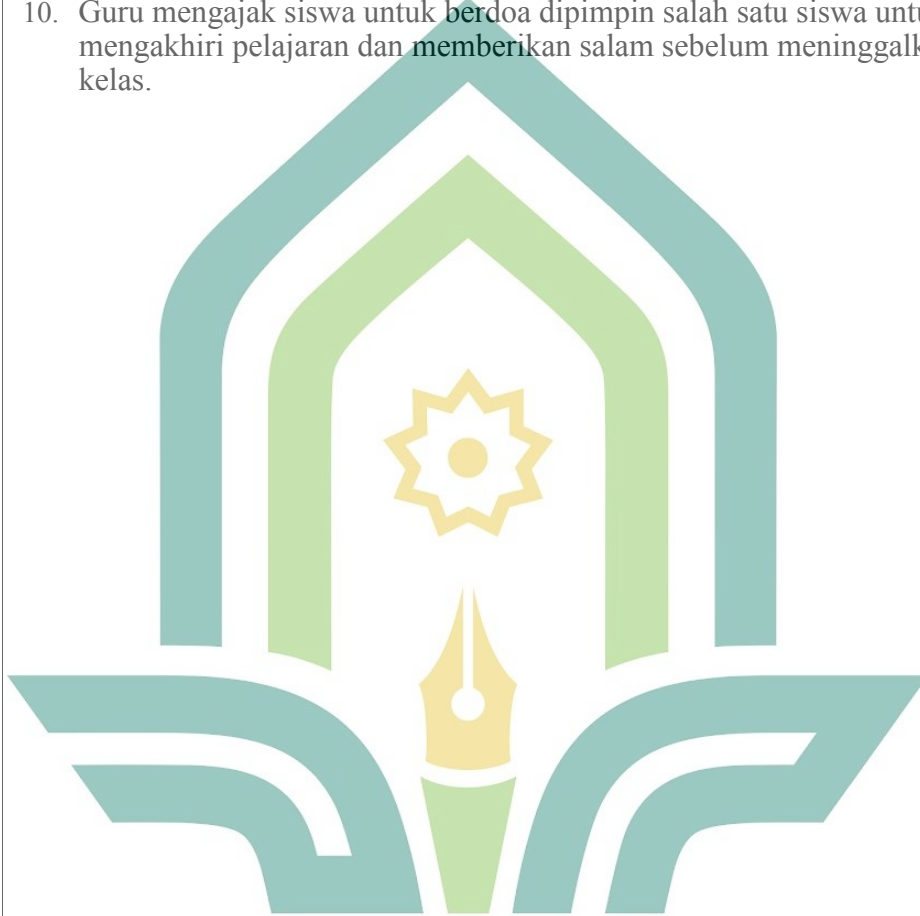 10. Guru mengajak siswa untuk berdoa dipimpin salah satu siswa
mengakhiri pelajaran dan memberikan salam sebelum
kelas.